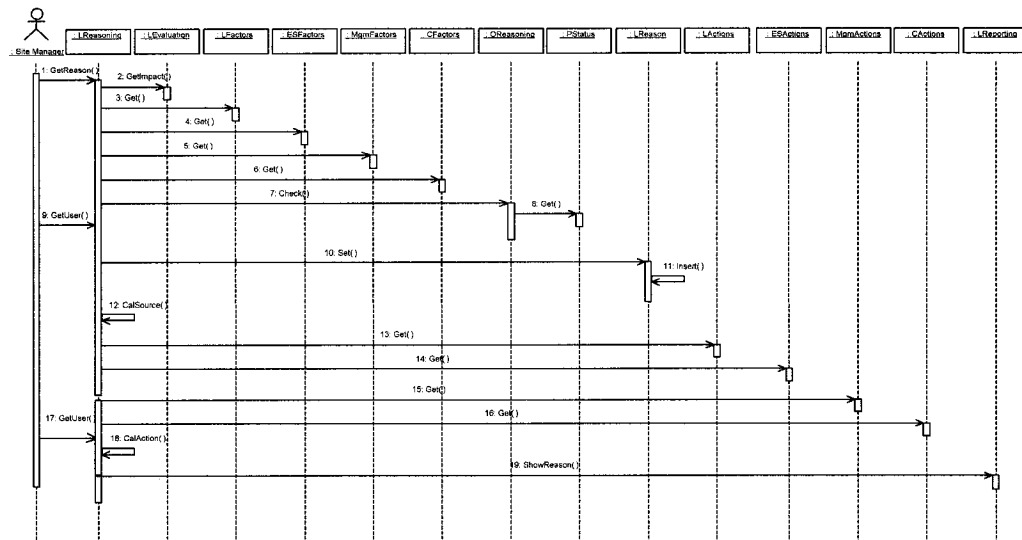 : Site Manager
: LReasoning
: LEvaluation
: LFactors
: ESFactors
: MgmFactors
: CFactors
: OReasoning
: PStatus
: LReason
: LActions
: ESActions
: MgmActions
: CActions
: LReporting
1: GetReason( )
2: GetImpact( )
3: Get( )
4: Get( )
5: Get( )
6: Get( )
7: Check( )
8: Get( )
9: GetUser( )
10: Set( )
11: Insert( )
12: CalSource( )
13: Get( )
14: Get( )
15: Get( )
16: Get( )
17: GetUser( )
18: CalAction( )
19: ShowReason( )